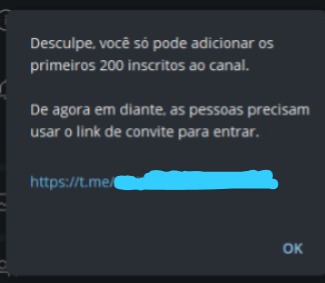 Desculpe, você só pode adicionar os
primeiros 200 inscritos ao canal.
De agora em diante, as pessoas precisam
usar o link de convite para entrar.
https://t.me/
OK